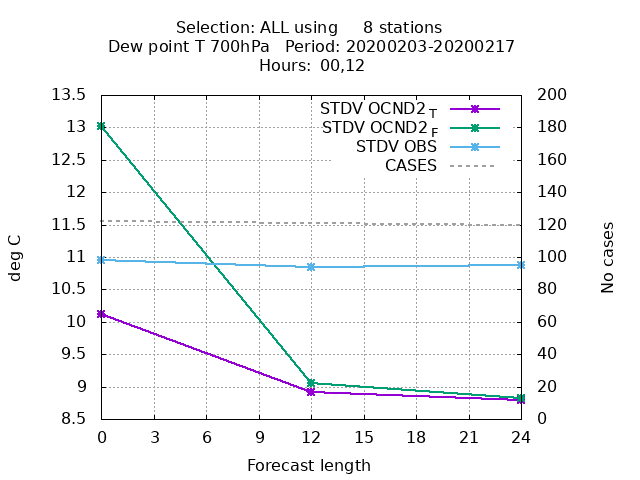 Selection: ALL using     8 stations
Dew point T 700hPa   Period: 20200203-20200217
Hours: 00,12
STDV OCND2 T
STDV OCND2 F
STDV OBS
CASES
13.5
13
12.5
12
11.5
11
10.5
10
9.5
9
8.5
deg C
200
180
160
140
120
100
80
60
40
20
0
No cases
0 3 6 9 12 15 18 21 24
Forecast length